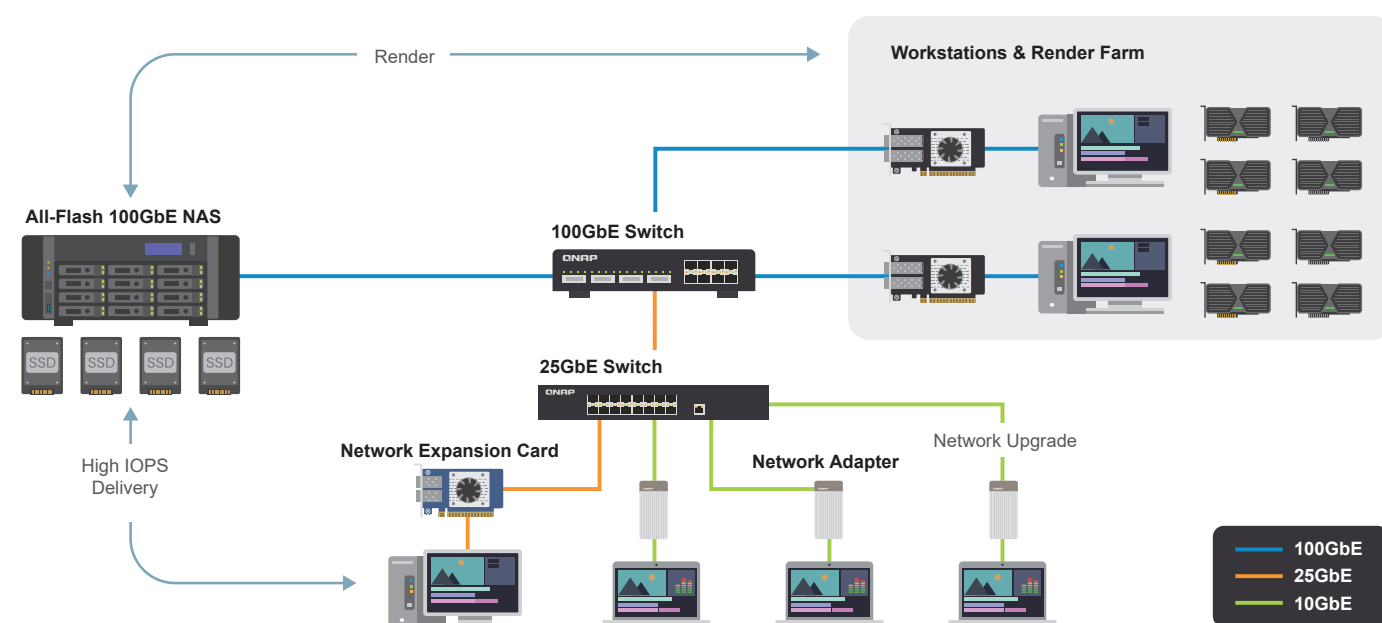 Render
Workstations & Render Farm
All-Flash 100GbE NAS
100GbE Switch
QNAP
SSD
SSD
SSD
SSD
25GbE Switch
QNAP
High IOPS
Delivery
Network Expansion Card
Network Adapter
Network Upgrade
100GbE
25GbE
10GbE